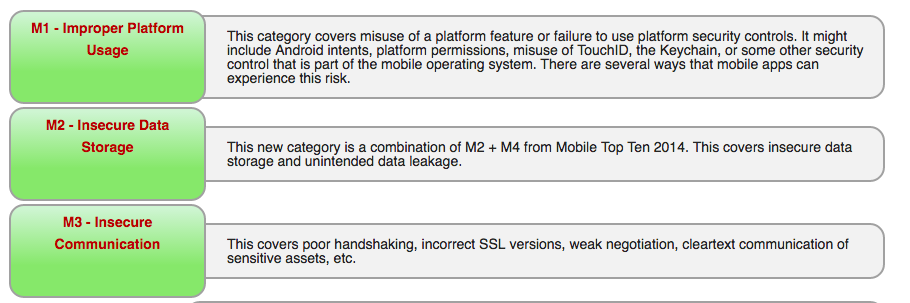 M1 - Improper Platform
Usage
This category covers misuse of a platform feature or failure to use platform security controls. It might
include Android intents, platform permissions, misuse of TouchID, the Keychain, or some other security
control that is part of the mobile operating system. There are several ways that mobile apps can
experience this risk.
M2 - Insecure Data
Storage
This new category is a combination of M2 + M4 from Mobile Top Ten 2014. This covers insecure data
storage and unintended data leakage.
M3 - Insecure
Communication
This covers poor handshaking, incorrect SSL versions, weak negotiation, cleartext communication of
sensitive assets, etc.